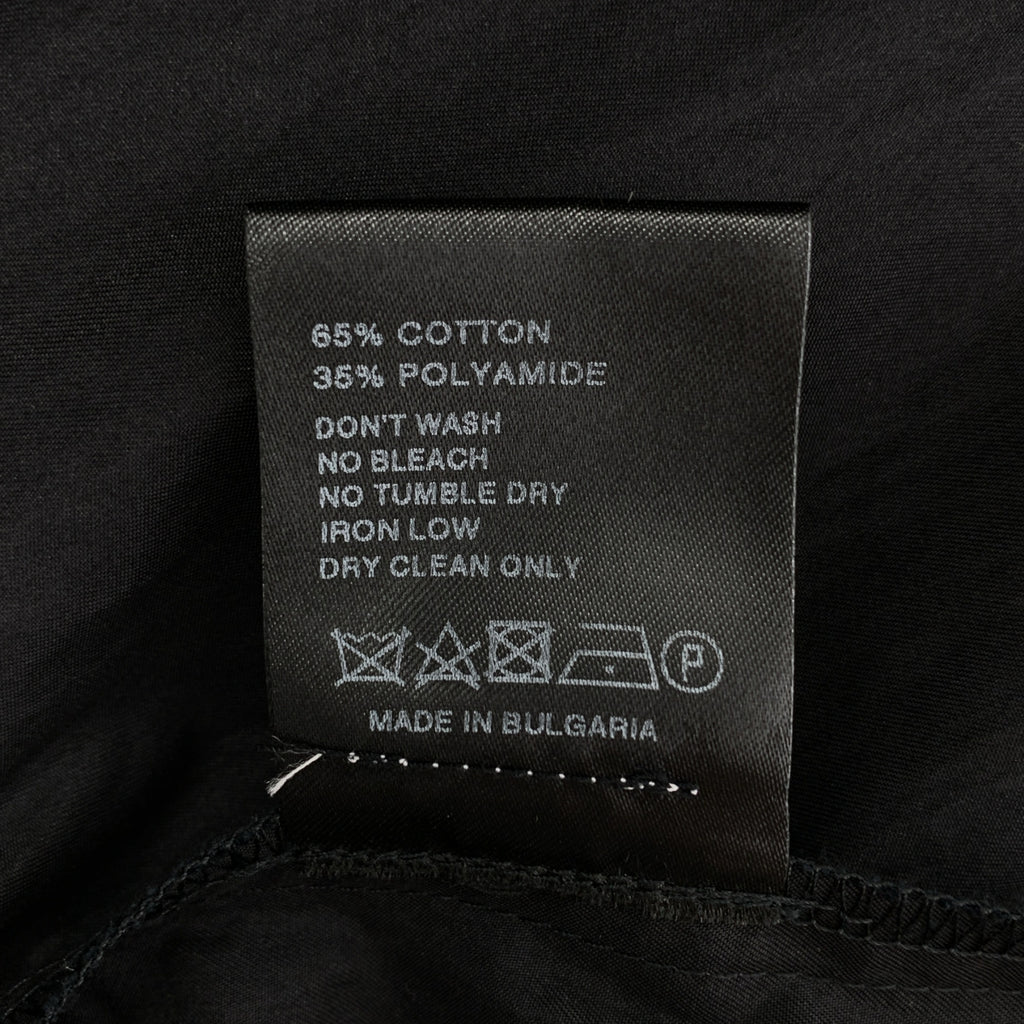 65% COTTON
35% POLYAMIDE
DON'T WASH
NO BLEACH
NO TUMBLE DRY
IRON LOW
DRY CLEAN ONLY
P
MADE IN BULGARIA